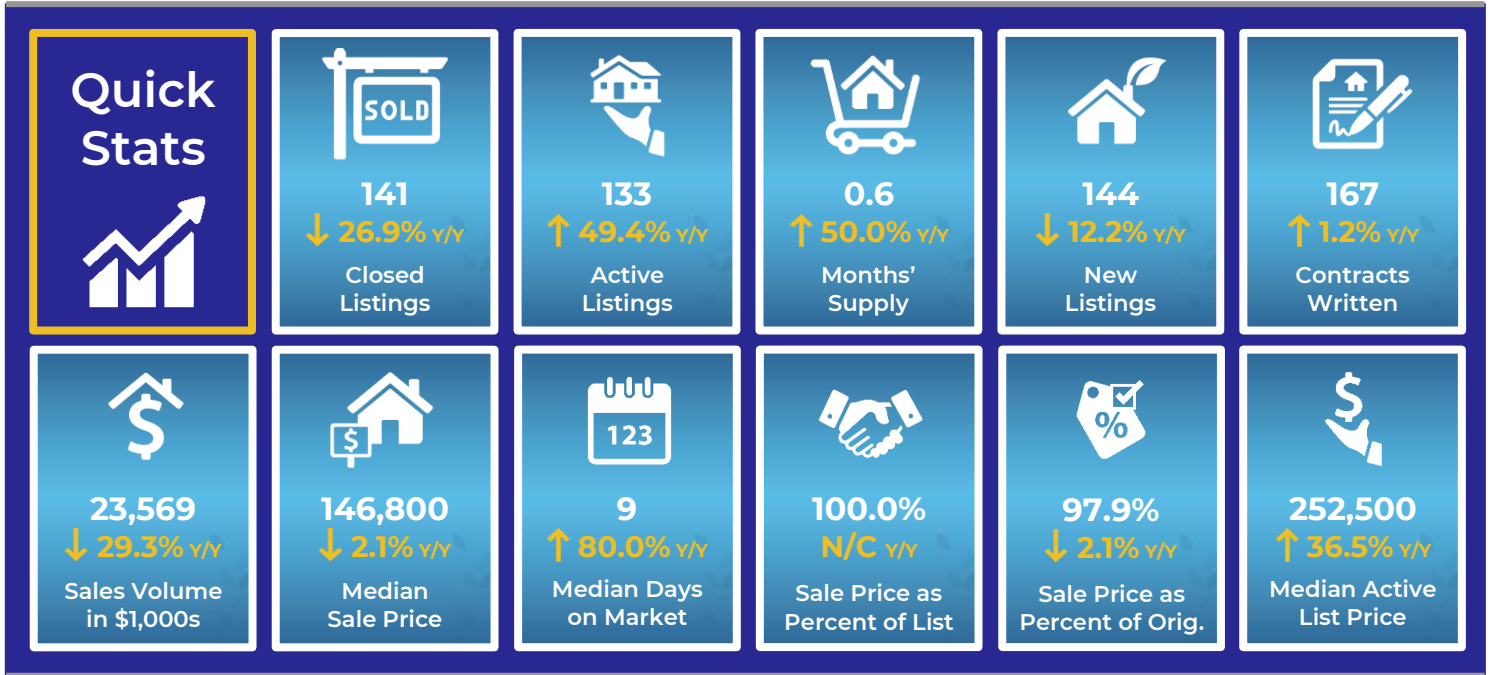 Quick
Stats
SOLD
141
↓ 26.9% Y/Y
Closed
Listings
133
↑ 49.4% Y/Y
Active
Listings
0.6
↑ 50.0% Y/Y
Months’
Supply
144
↓ 12.2% Y/Y
New
Listings
167
↑ 1.2% Y/Y
Contracts
Written
$
23,569
↓ 29.3% Y/Y
Sales Volume
in $1,000s
$
146,800
↓ 2.1% Y/Y
Median
Sale Price
123
9
↑ 80.0% Y/Y
Median Days
on Market
100.0%
N/C Y/Y
Sale Price as
Percent of List
%
97.9%
↓ 2.1% Y/Y
Sale Price as
Percent of Orig.
$
252,500
↑ 36.5% Y/Y
Median Active
List Price